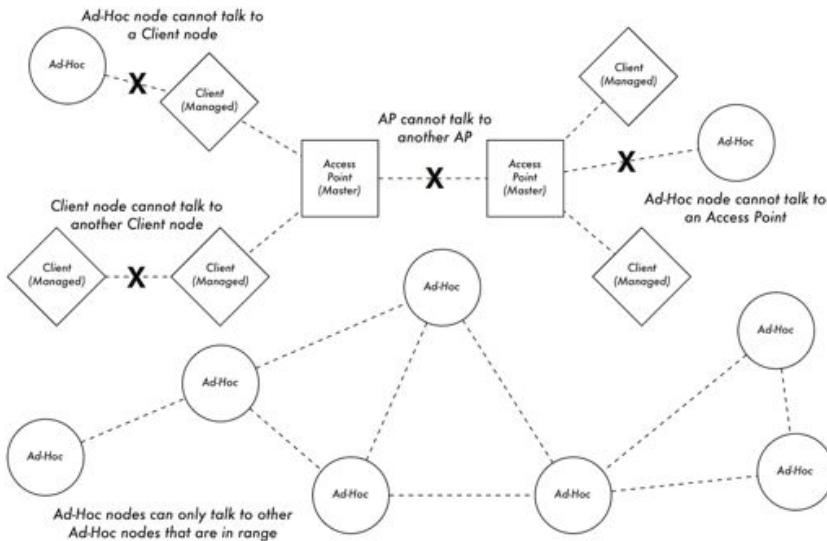 Ad-Hoc node cannot talk to
a Client node
Ad-Hoc
X
Client
(Managed)
AP cannot talk to
another AP
Client
(Managed)
Ad-Hoc
Access
Point
(Master)
X
Access
Point
(Master)
X
Ad-Hoc node cannot talk to
an Access Point
Client node cannot talk to
another Client node
Client
(Managed)
X
Client
(Managed)
Client
(Managed)
Ad-Hoc
Ad-Hoc
Ad-Hoc
Ad-Hoc
Ad-Hoc
Ad-Hoc
Ad-Hoc
Ad-Hoc nodes can only talk to other
Ad-Hoc nodes that are in range